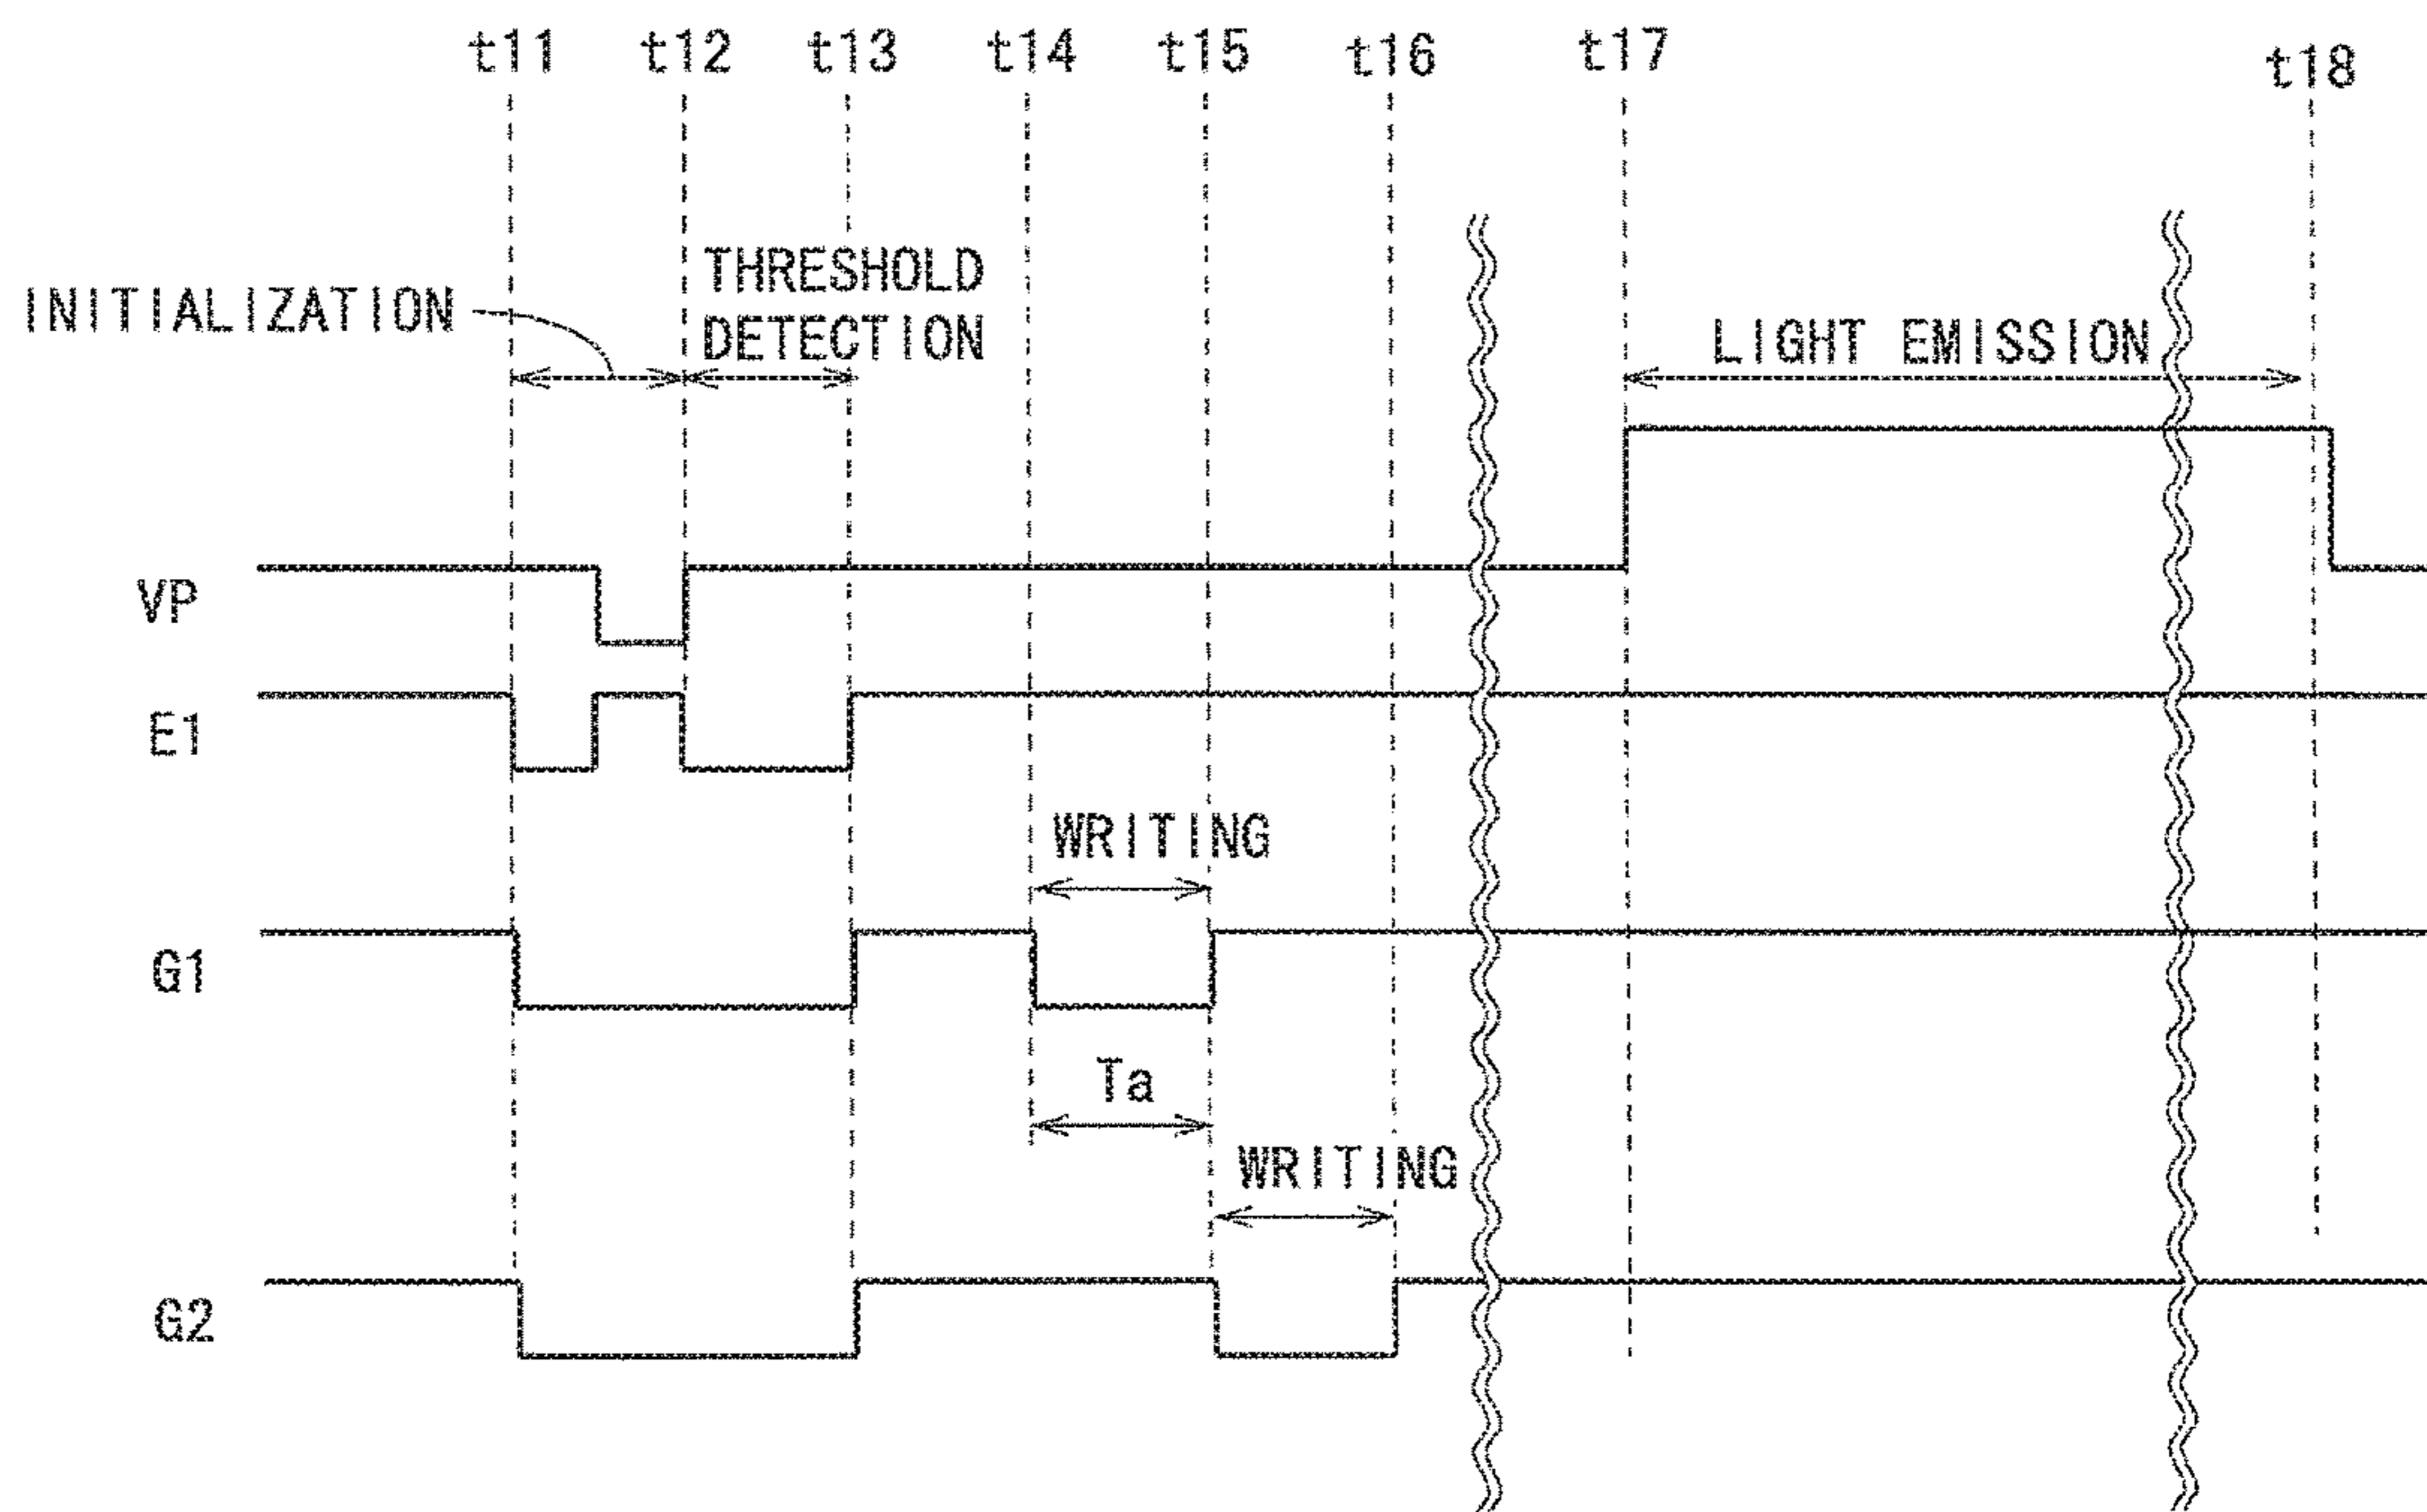 t11 t12 t13 t14 t15 t16 t17 t18
THRESHOLD
INITIALIZATION DETECTION LIGHT EMISSION
VP
E1
WRITING
G1
Ta
WRITING
G2